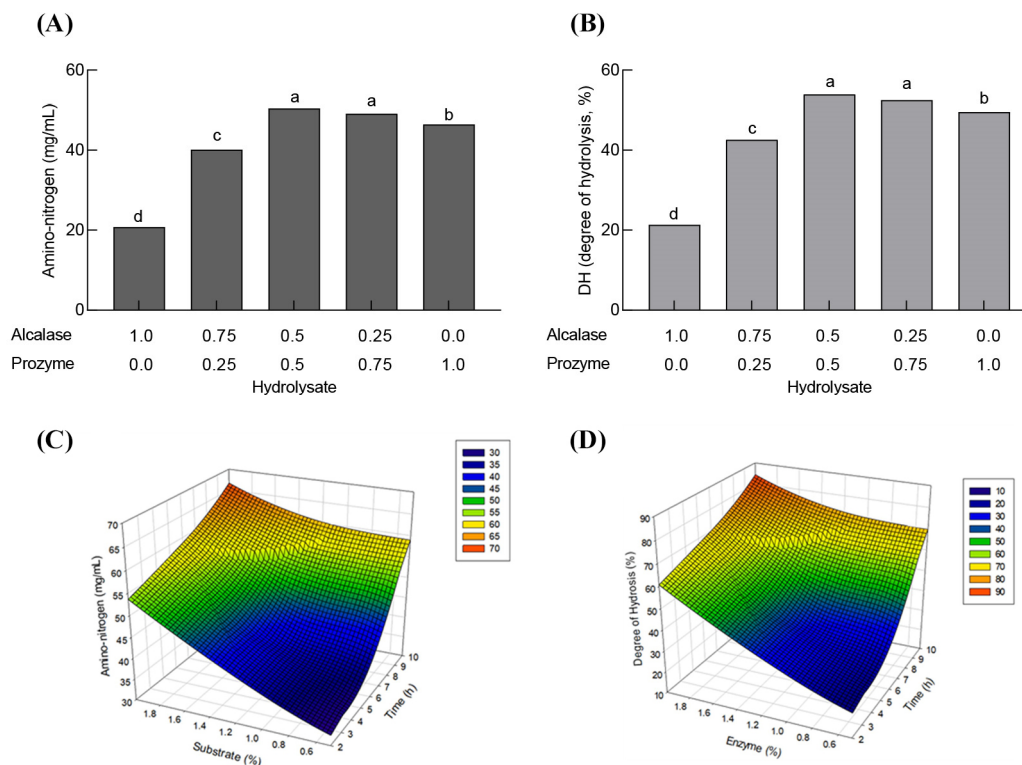 (A)
Amino-nitrogen (mg/mL)
60
40
20
0
d
c
a
a
b
Alcalase 1.0 0.75 0.5 0.25 0.0
Prozyme 0.0 0.25 0.5 0.75 1.0
Hydrolysate
(B)
DH (degree of hydrolysis, %)
60
40
20
0
d
c
a
a
b
Alcalase 1.0 0.75 0.5 0.25 0.0
Prozyme 0.0 0.25 0.5 0.75 1.0
Hydrolysate
(C)
30
35
40
45
50
55
60
65
70
Amino-nitrogen (mg/mL)
70
65
60
55
50
45
40
35
30
1.8 1.6 1.4 1.2 1.0 0.8 0.6
Substrate (%)
2 3 4 5 6 7 8 9 10
Time (h)
(D)
10
20
30
40
50
60
70
80
90
Degree of Hydrosis (%)
90
80
70
60
50
40
30
20
10
1.8 1.6 1.4 1.2 1.0 0.8 0.6
Enzyme (%)
2 3 4 5 6 7 8 9 10
Time (h)